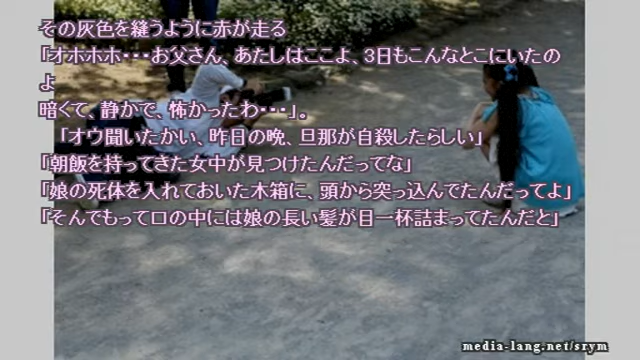 その灰色を縫うように赤が走る
「オホホホ・・・お父さん、あたしはここよ、3日もこんなとこにいたの
よ
暗くて、静かで、怖かったわ・・・」。
「オウ聞いたかい、昨日の晩、旦那が自殺したらしい」
「朝飯を持ってきた女中が見つけたんだってな」
「娘の死体を入れておいた木箱に、頭から突っ込んでたんだってよ」
「そんでもって口の中には娘の長い髪が目一杯詰まってたんだと」
media-lang.net/srym